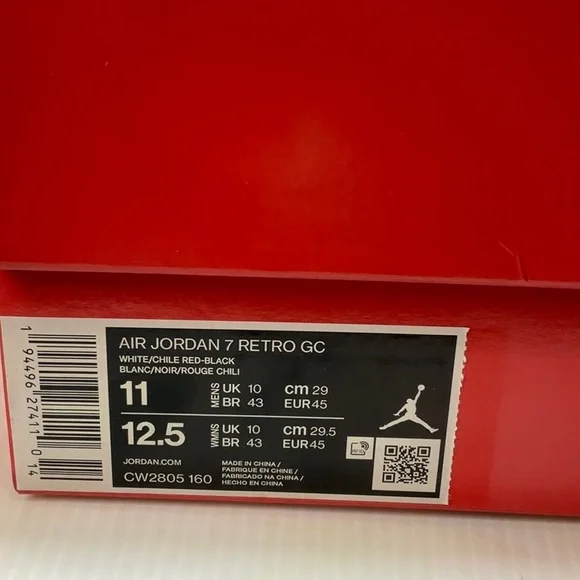 AIR JORDAN 7 RETRO GC
WHITE/CHILE RED-BLACK
BLANC/NOIR/ROUGE CHILI
11 MENS UK 10 cm 29
BR 43 EUR 45
12.5 WMNS UK 10 cm 29.5
BR 43 EUR 45
JORDAN.COM
CW2805 160
MADE IN CHINA/
FABRIQUE EN CHINE/
FABRICADO NA CHINA/
HECHO EN CHINA
1 94496 27411 0 14